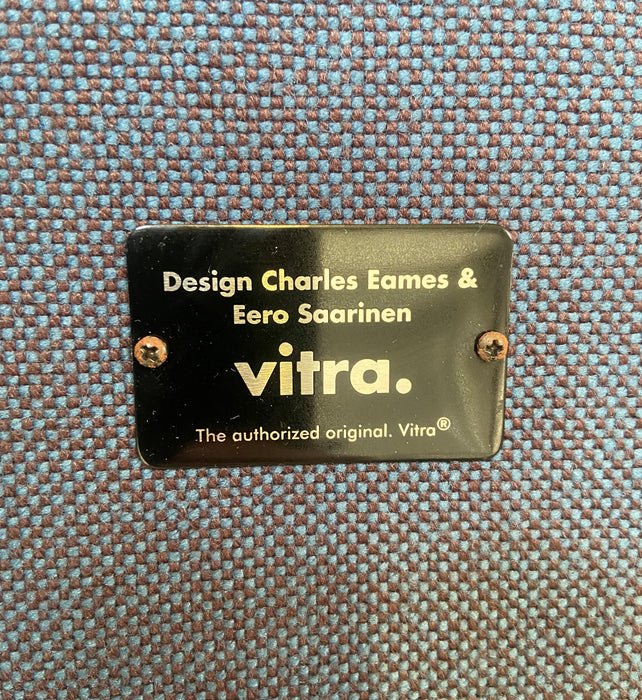 Design Charles Eames &
Eero Saarinen
vitra.
The authorized original. Vitra®